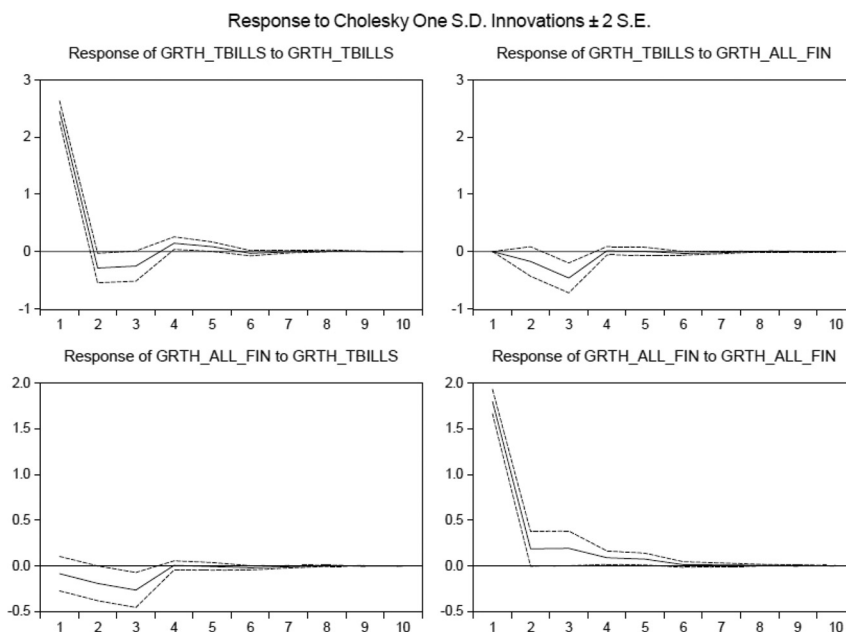 Response to Cholesky One S.D. Innovations ± 2 S.E.
Response of GRTH_TBILLS to GRTH_TBILLS
Response of GRTH_TBILLS to GRTH_ALL_FIN
3
2
1
0
-1
1 2 3 4 5 6 7 8 9 10
3
2
1
0
-1
1 2 3 4 5 6 7 8 9 10
Response of GRTH_ALL_FIN to GRTH_TBILLS
Response of GRTH_ALL_FIN to GRTH_ALL_FIN
2.0
1.5
1.0
0.5
0.0
-0.5
1 2 3 4 5 6 7 8 9 10
2.0
1.5
1.0
0.5
0.0
-0.5
1 2 3 4 5 6 7 8 9 10